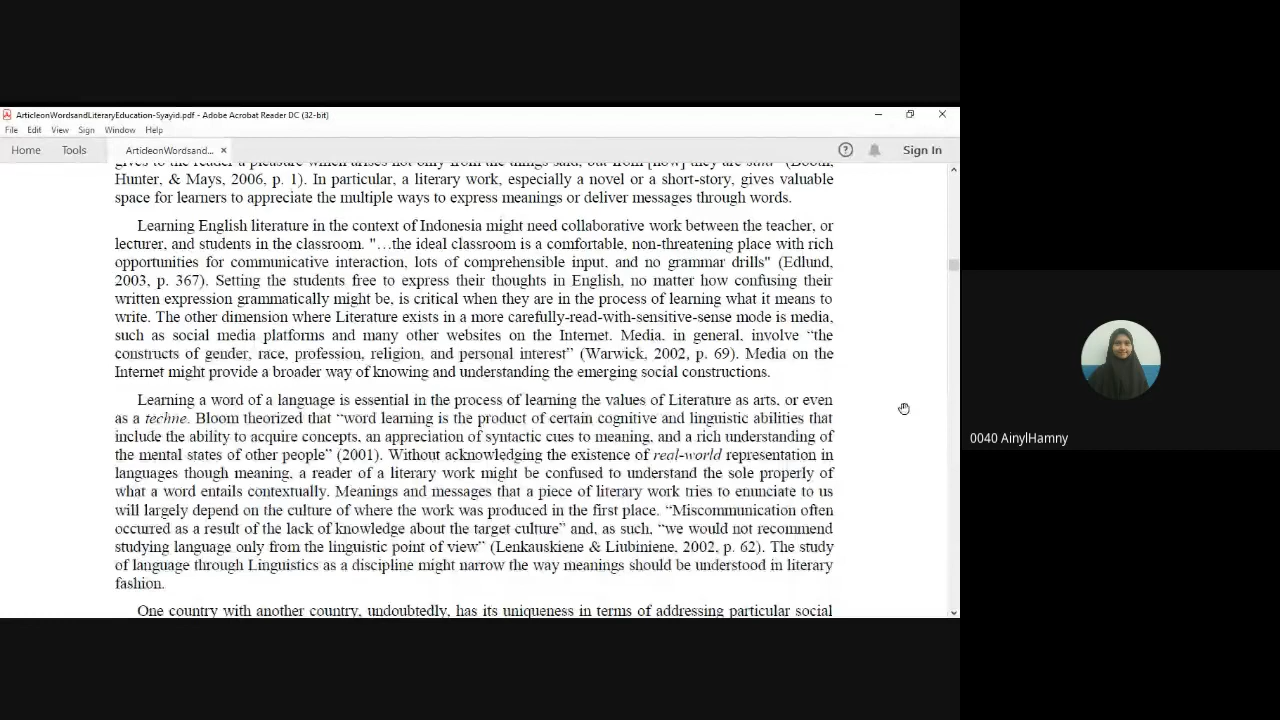 ArticleonWordsandLiteraryEducation-Syayid.pdf - Adobe Acrobat Reader DC (32-bit)
File Edit View Sign Window Help
Home Tools ArticleonWordsand... × Sign In
gives to the reader a pleasure which arises not only from the things said, but from [how] they are said" (Booth,
Hunter, & Mays, 2006, p. 1). In particular, a literary work, especially a novel or a short-story, gives valuable
space for learners to appreciate the multiple ways to express meanings or deliver messages through words.
Learning English literature in the context of Indonesia might need collaborative work between the teacher, or
lecturer, and students in the classroom. "…the ideal classroom is a comfortable, non-threatening place with rich
opportunities for communicative interaction, lots of comprehensible input, and no grammar drills" (Edlund,
2003, p. 367). Setting the students free to express their thoughts in English, no matter how confusing their
written expression grammatically might be, is critical when they are in the process of learning what it means to
write. The other dimension where Literature exists in a more carefully-read-with-sensitive-sense mode is media,
such as social media platforms and many other websites on the Internet. Media, in general, involve “the
constructs of gender, race, profession, religion, and personal interest” (Warwick, 2002, p. 69). Media on the
Internet might provide a broader way of knowing and understanding the emerging social constructions.
Learning a word of a language is essential in the process of learning the values of Literature as arts, or even
as a techne. Bloom theorized that “word learning is the product of certain cognitive and linguistic abilities that
include the ability to acquire concepts, an appreciation of syntactic cues to meaning, and a rich understanding of
the mental states of other people” (2001). Without acknowledging the existence of real-world representation in
languages though meaning, a reader of a literary work might be confused to understand the sole properly of
what a word entails contextually. Meanings and messages that a piece of literary work tries to enunciate to us
will largely depend on the culture of where the work was produced in the first place. “Miscommunication often
occurred as a result of the lack of knowledge about the target culture” and, as such, “we would not recommend
studying language only from the linguistic point of view” (Lenkauskiene & Liubiniene, 2002, p. 62). The study
of language through Linguistics as a discipline might narrow the way meanings should be understood in literary
fashion.
One country with another country, undoubtedly, has its uniqueness in terms of addressing particular social
0040 AinylHamny